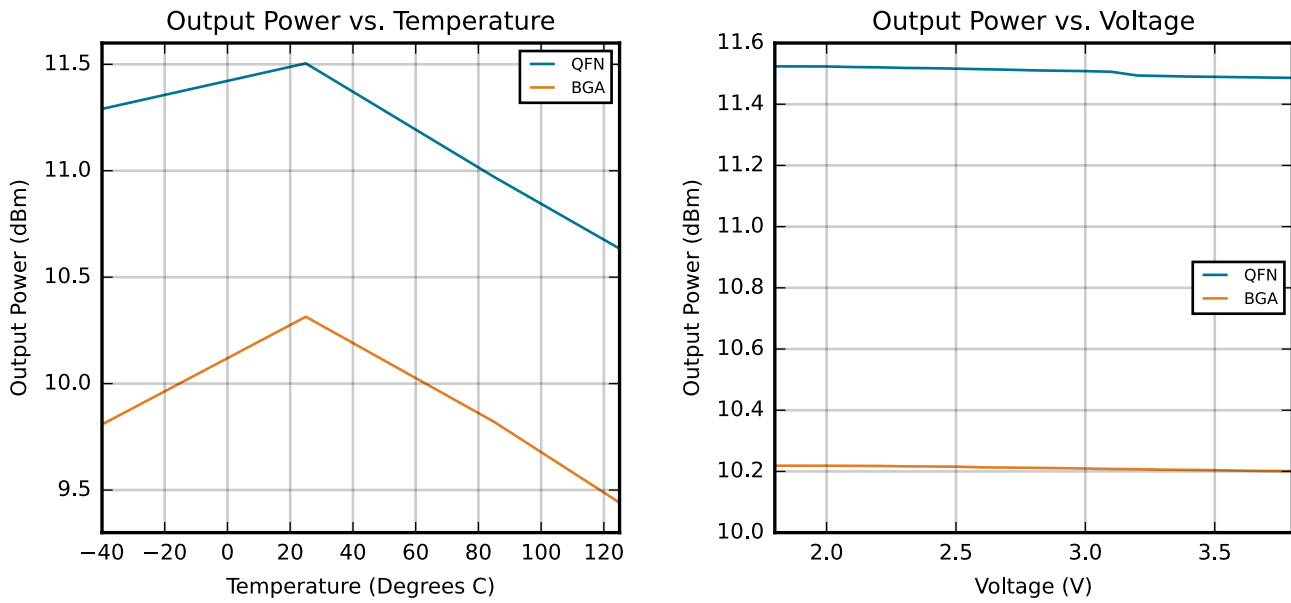 Output Power vs. Temperature
Output Power (dBm)
11.5
11.0
10.5
10.0
9.5
−40 −20 0 20 40 60 80 100 120
Temperature (Degrees C)
QFN
BGA
Output Power vs. Voltage
Output Power (dBm)
11.6
11.4
11.2
11.0
10.8
10.6
10.4
10.2
10.0
2.0 2.5 3.0 3.5
Voltage (V)
QFN
BGA